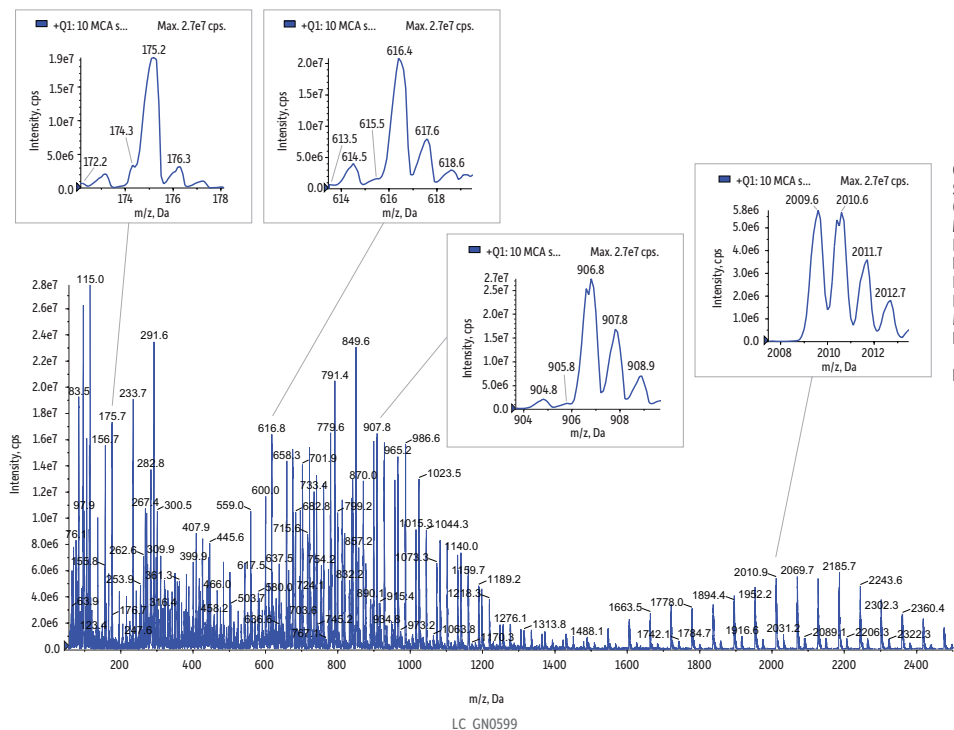 +Q1: 10 MCA s... Max. 2.7e7 cps.
1.9e7
1.5e7
1.0e7
5.0e6
0.0
Intensity, cps
172.2
174.3
175.2
176.3
174 176 178
m/z, Da
+Q1: 10 MCA s... Max. 2.7e7 cps.
2.0e7
1.5e7
1.0e7
5.0e6
0.0
Intensity, cps
613.5
614.5
615.5
616.4
617.6
618.6
614 616 618
m/z, Da
+Q1: 10 MCA s... Max. 2.7e7 cps.
2.7e7
2.5e7
2.0e7
1.5e7
1.0e7
5.0e6
0.0
Intensity, cps
904.8
905.8
906.8
907.8
908.9
904 906 908
m/z, Da
+Q1: 10 MCA s... Max. 2.7e7 cps.
5.8e6
5.0e6
4.0e6
3.0e6
2.0e6
1.0e6
0.0
Intensity, cps
2009.6
2010.6
2011.7
2012.7
2008 2010 2012
m/z, Da
Intensity, cps
2.8e7
2.6e7
2.4e7
2.2e7
2.0e7
1.8e7
1.6e7
1.4e7
1.2e7
1.0e7
8.0e6
6.0e6
4.0e6
2.0e6
0.0
115.0
291.6
849.6
83.5
233.7
791.4
175.7
616.8
779.6
907.8
156.7
986.6
282.8
658.3
701.9
965.2
870.0
1023.5
733.4
97.9
267.4
300.5
559.0
600.0
682.8
799.2
76.1
407.9
445.6
715.6
857.2
1015.3
1044.3
155.8
262.6
309.9
399.9
617.5
637.5
754.2
832.2
1073.3
1140.0
253.9
361.3
466.0
580.0
724.1
890.1
1159.7
1189.2
83.9
176.7
316.4
458.2
503.7
703.6
745.2
915.4
1218.3
123.4
247.6
636.6
767.1
934.8
973.2
1063.8
1170.3
1276.1
1313.8
1488.1
1663.5
1742.1
1778.0
1784.7
1894.4
1916.6
1952.2
2010.9
2031.2
2069.7
2089.1
2185.7
2206.3
2243.6
2302.3
2322.3
2360.4
200 400 600 800 1000 1200 1400 1600 1800 2000 2200 2400
m/z, Da
LC GN0599